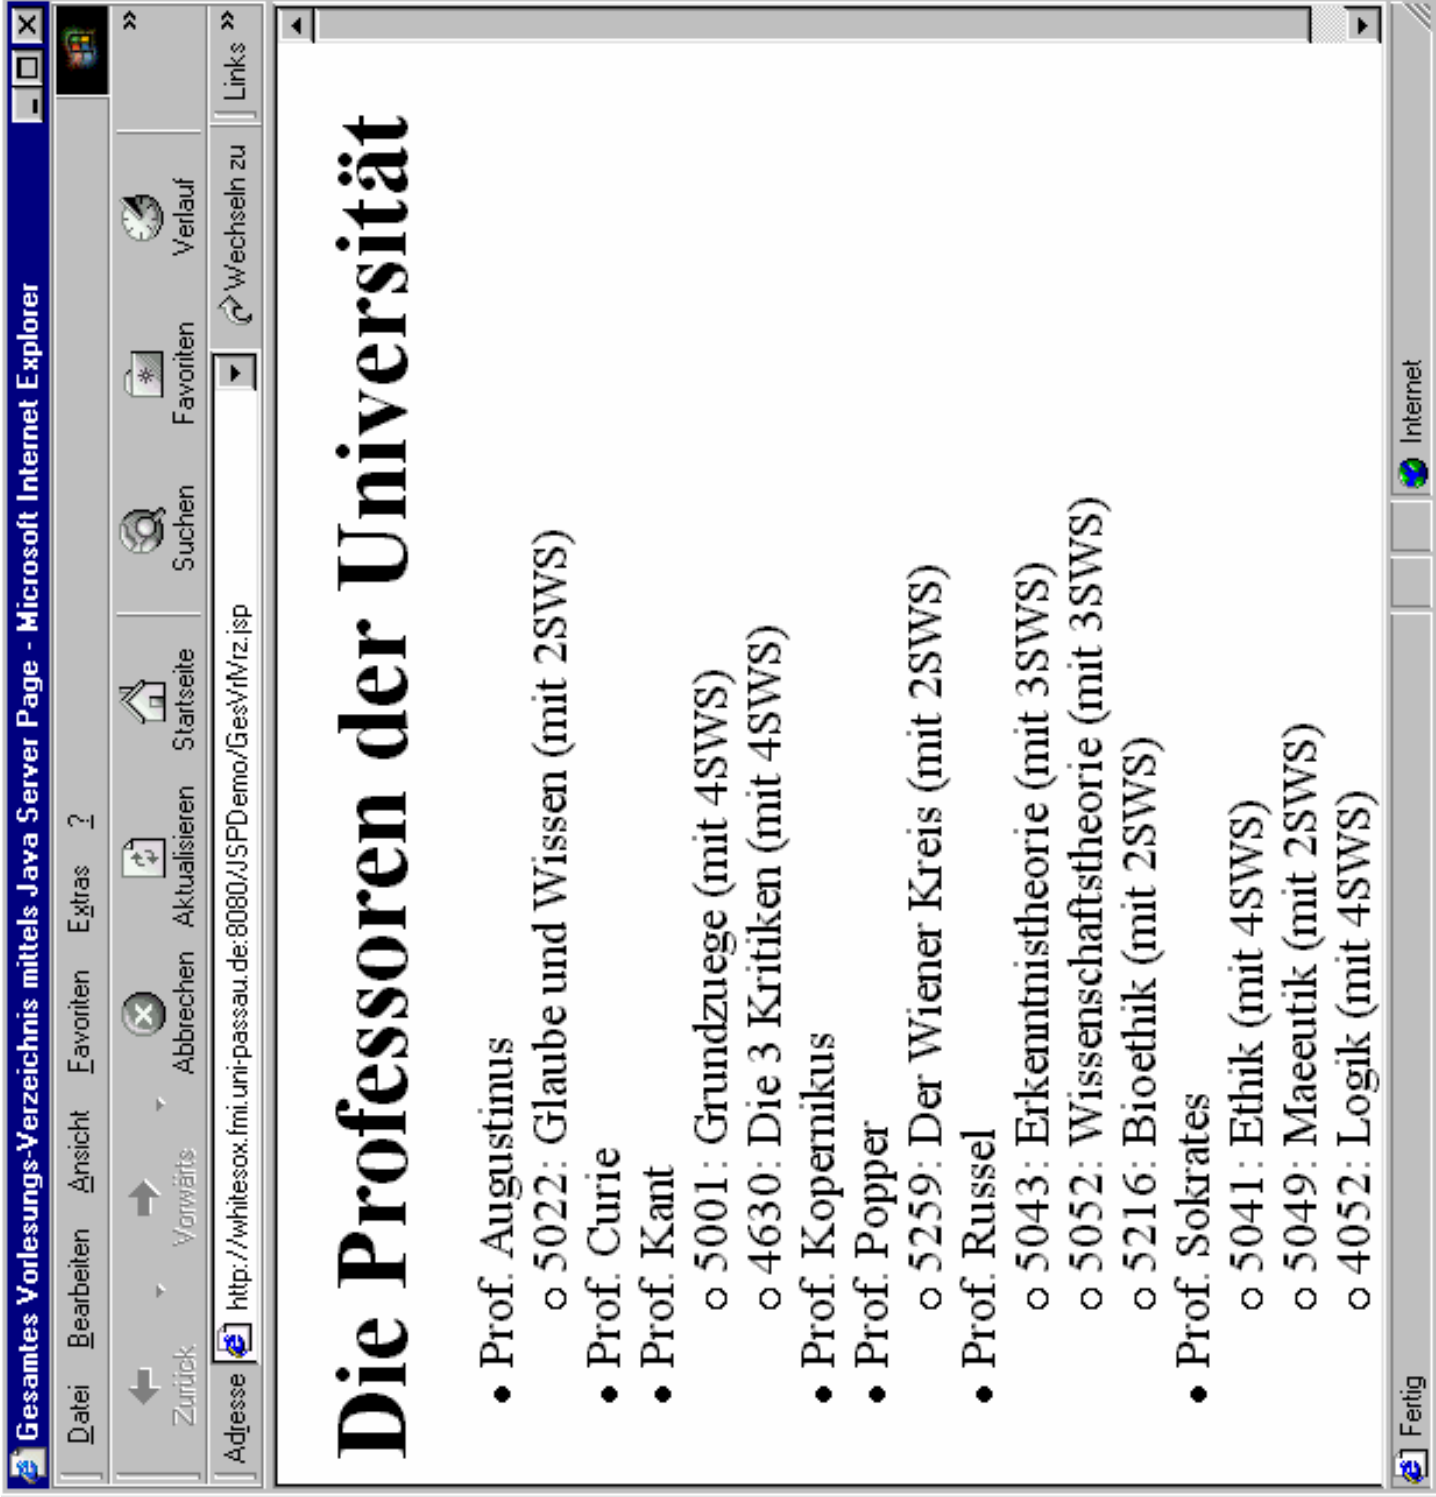 Gesamtes Vorlesungs-Verzeichnis mittels Java Server Page - Microsoft Internet Explorer
Datei Bearbeiten Ansicht Favoriten Extras ?
Zurück Vorwärts Abbrechen Aktualisieren Startseite Suchen Favoriten Verlauf »
Adresse http://whitesox.fmi.uni-passau.de:8080/JSPDemo/GesVrlVrz.jsp Wechseln zu Links »
Die Professoren der Universität
• Prof. Augustinus
o 5022: Glaube und Wissen (mit 2SWS)
• Prof. Curie
• Prof. Kant
o 5001: Grundzuege (mit 4SWS)
o 4630: Die 3 Kritiken (mit 4SWS)
• Prof. Kopernikus
• Prof. Popper
o 5259: Der Wiener Kreis (mit 2SWS)
• Prof. Russel
o 5043: Erkenntnistheorie (mit 3SWS)
o 5052: Wissenschaftstheorie (mit 3SWS)
o 5216: Bioethik (mit 2SWS)
• Prof. Sokrates
o 5041: Ethik (mit 4SWS)
o 5049: Maeeutik (mit 2SWS)
o 4052: Logik (mit 4SWS)
Fertig Internet